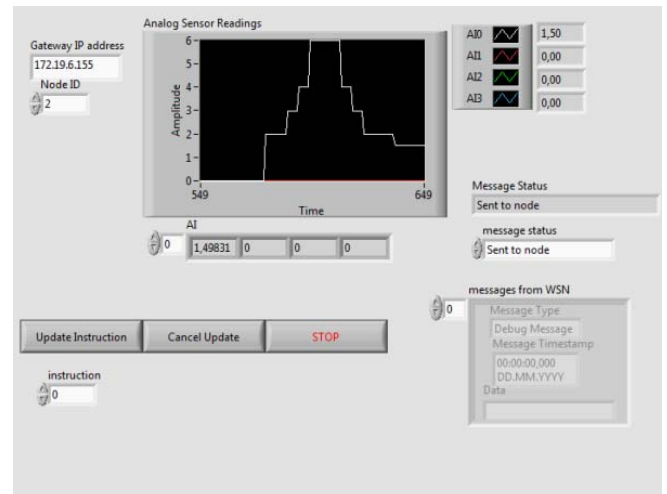 Analog Sensor Readings
Gateway IP address
172.19.6.155
Node ID
2
Amplitude
6
5
4
3
2
1
0
549
649
Time
AI0 1,50
AI1 0,00
AI2 0,00
AI3 0,00
Message Status
Sent to node
message status
Sent to node
AI
0 1,49831 0 0 0
messages from WSN
0
Message Type
Debug Message
Message Timestamp
00:00:00,000
DD.MM.YYYY
Data
Update Instruction Cancel Update STOP
instruction
0